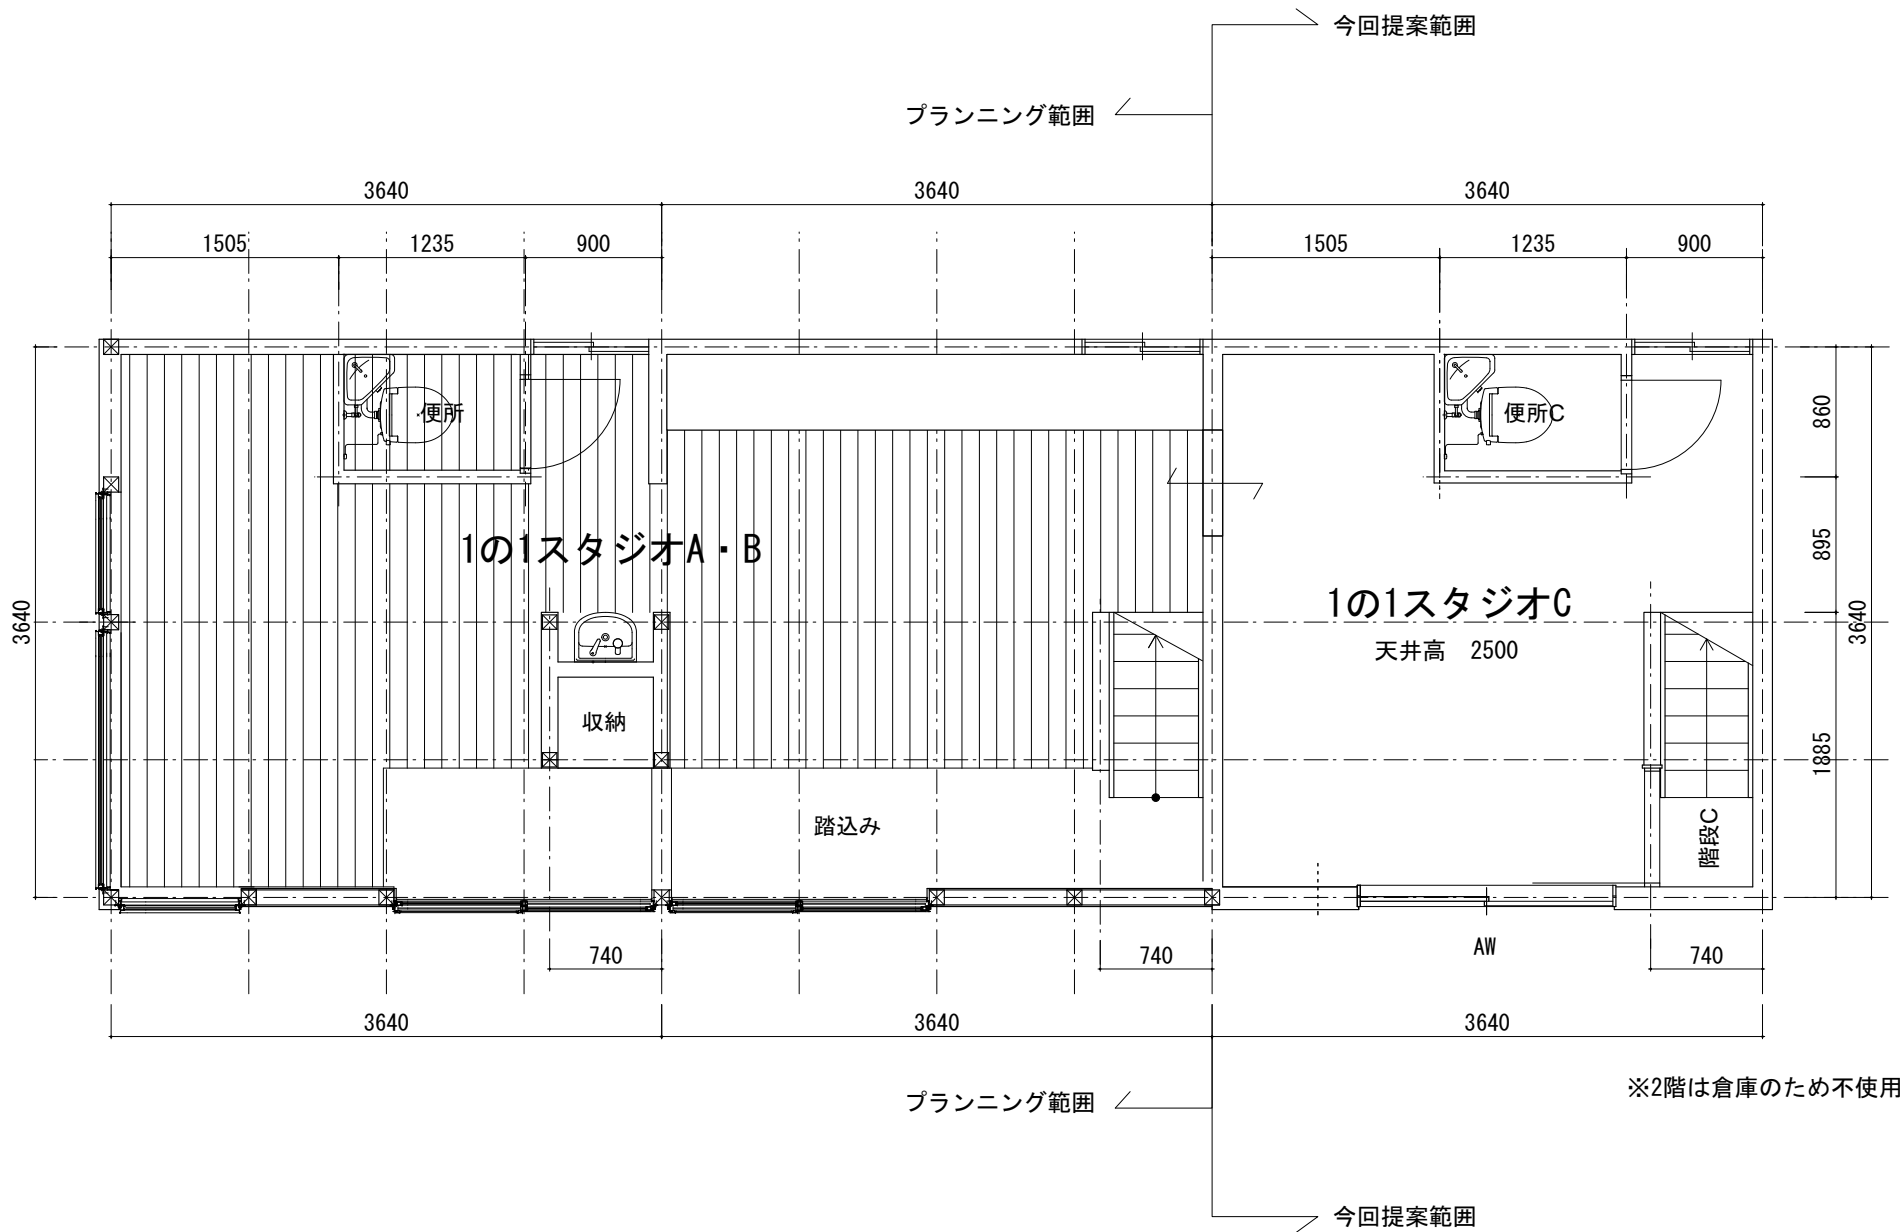 今回提案範囲
プランニング範囲
3640 3640 3640
1505 1235 900 1505 1235 900
便所 便所C
860
1の1スタジオA・B
895
1の1スタジオC
3640 3640
天井高　2500
収納
1885
踏込み
階段C
740 740 AW 740
3640 3640 3640
※2階は倉庫のため不使用
プランニング範囲
今回提案範囲